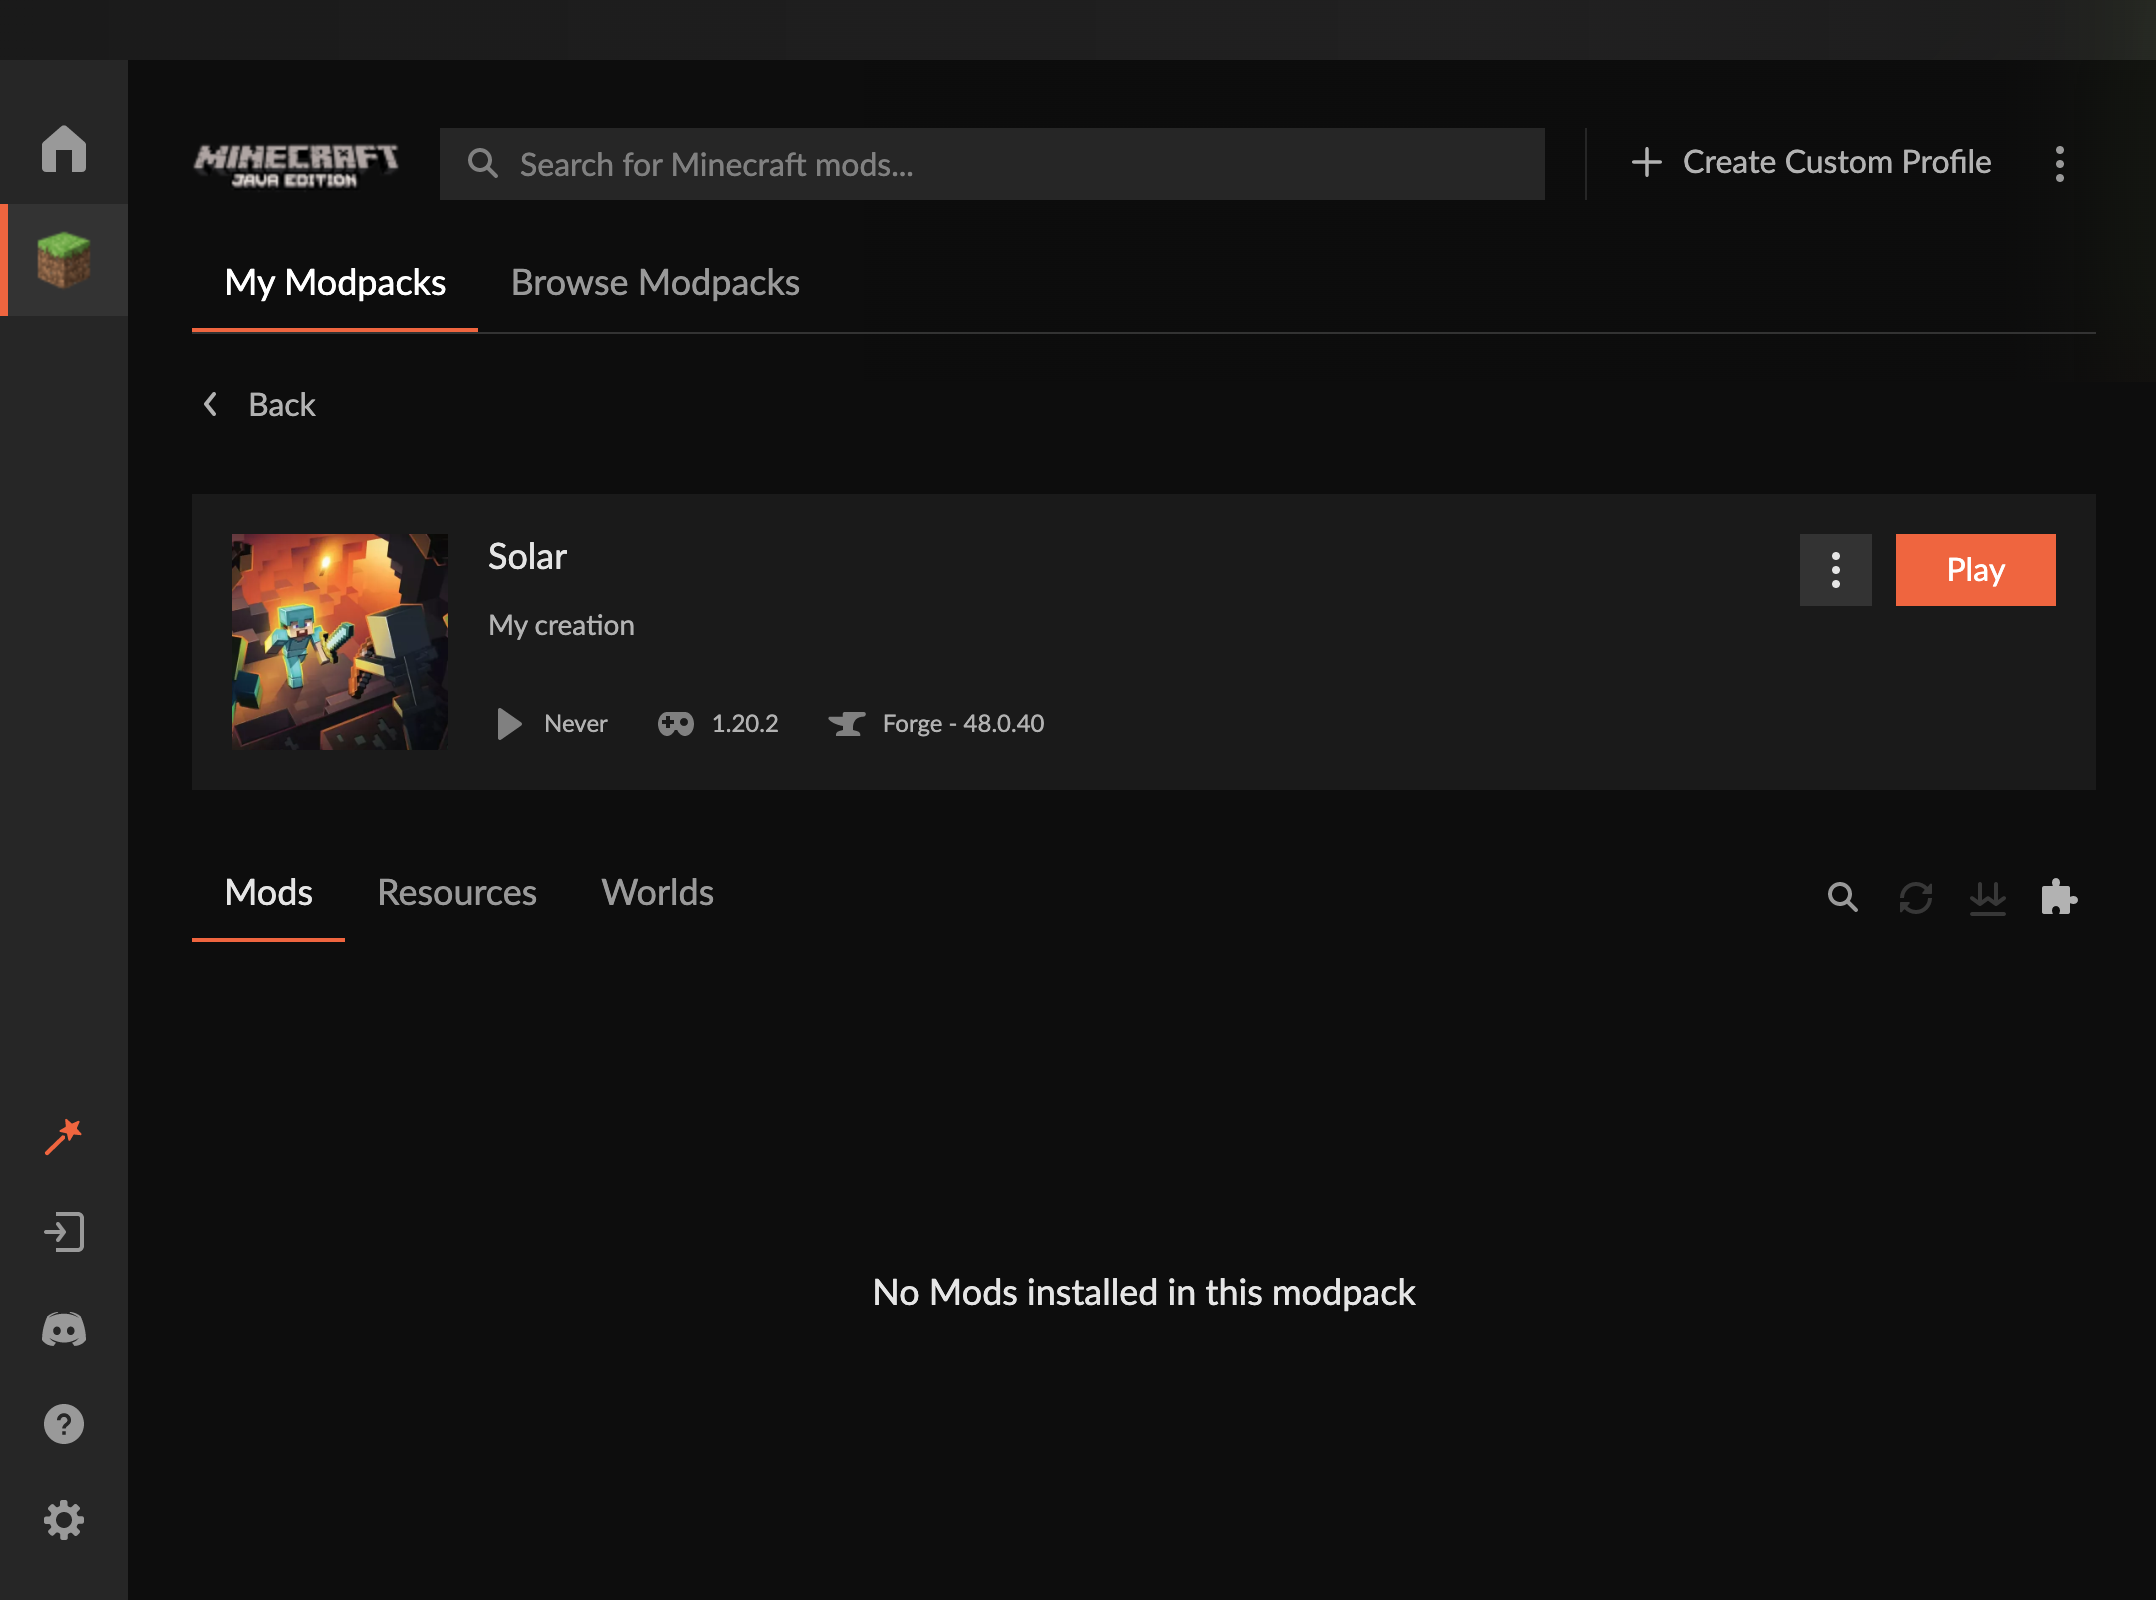 MINECRAFT
JAVA EDITION
Search for Minecraft mods...
Create Custom Profile
My Modpacks
Browse Modpacks
Back
Solar
My creation
Play
Never
1.20.2
Forge - 48.0.40
Mods
Resources
Worlds
No Mods installed in this modpack
?